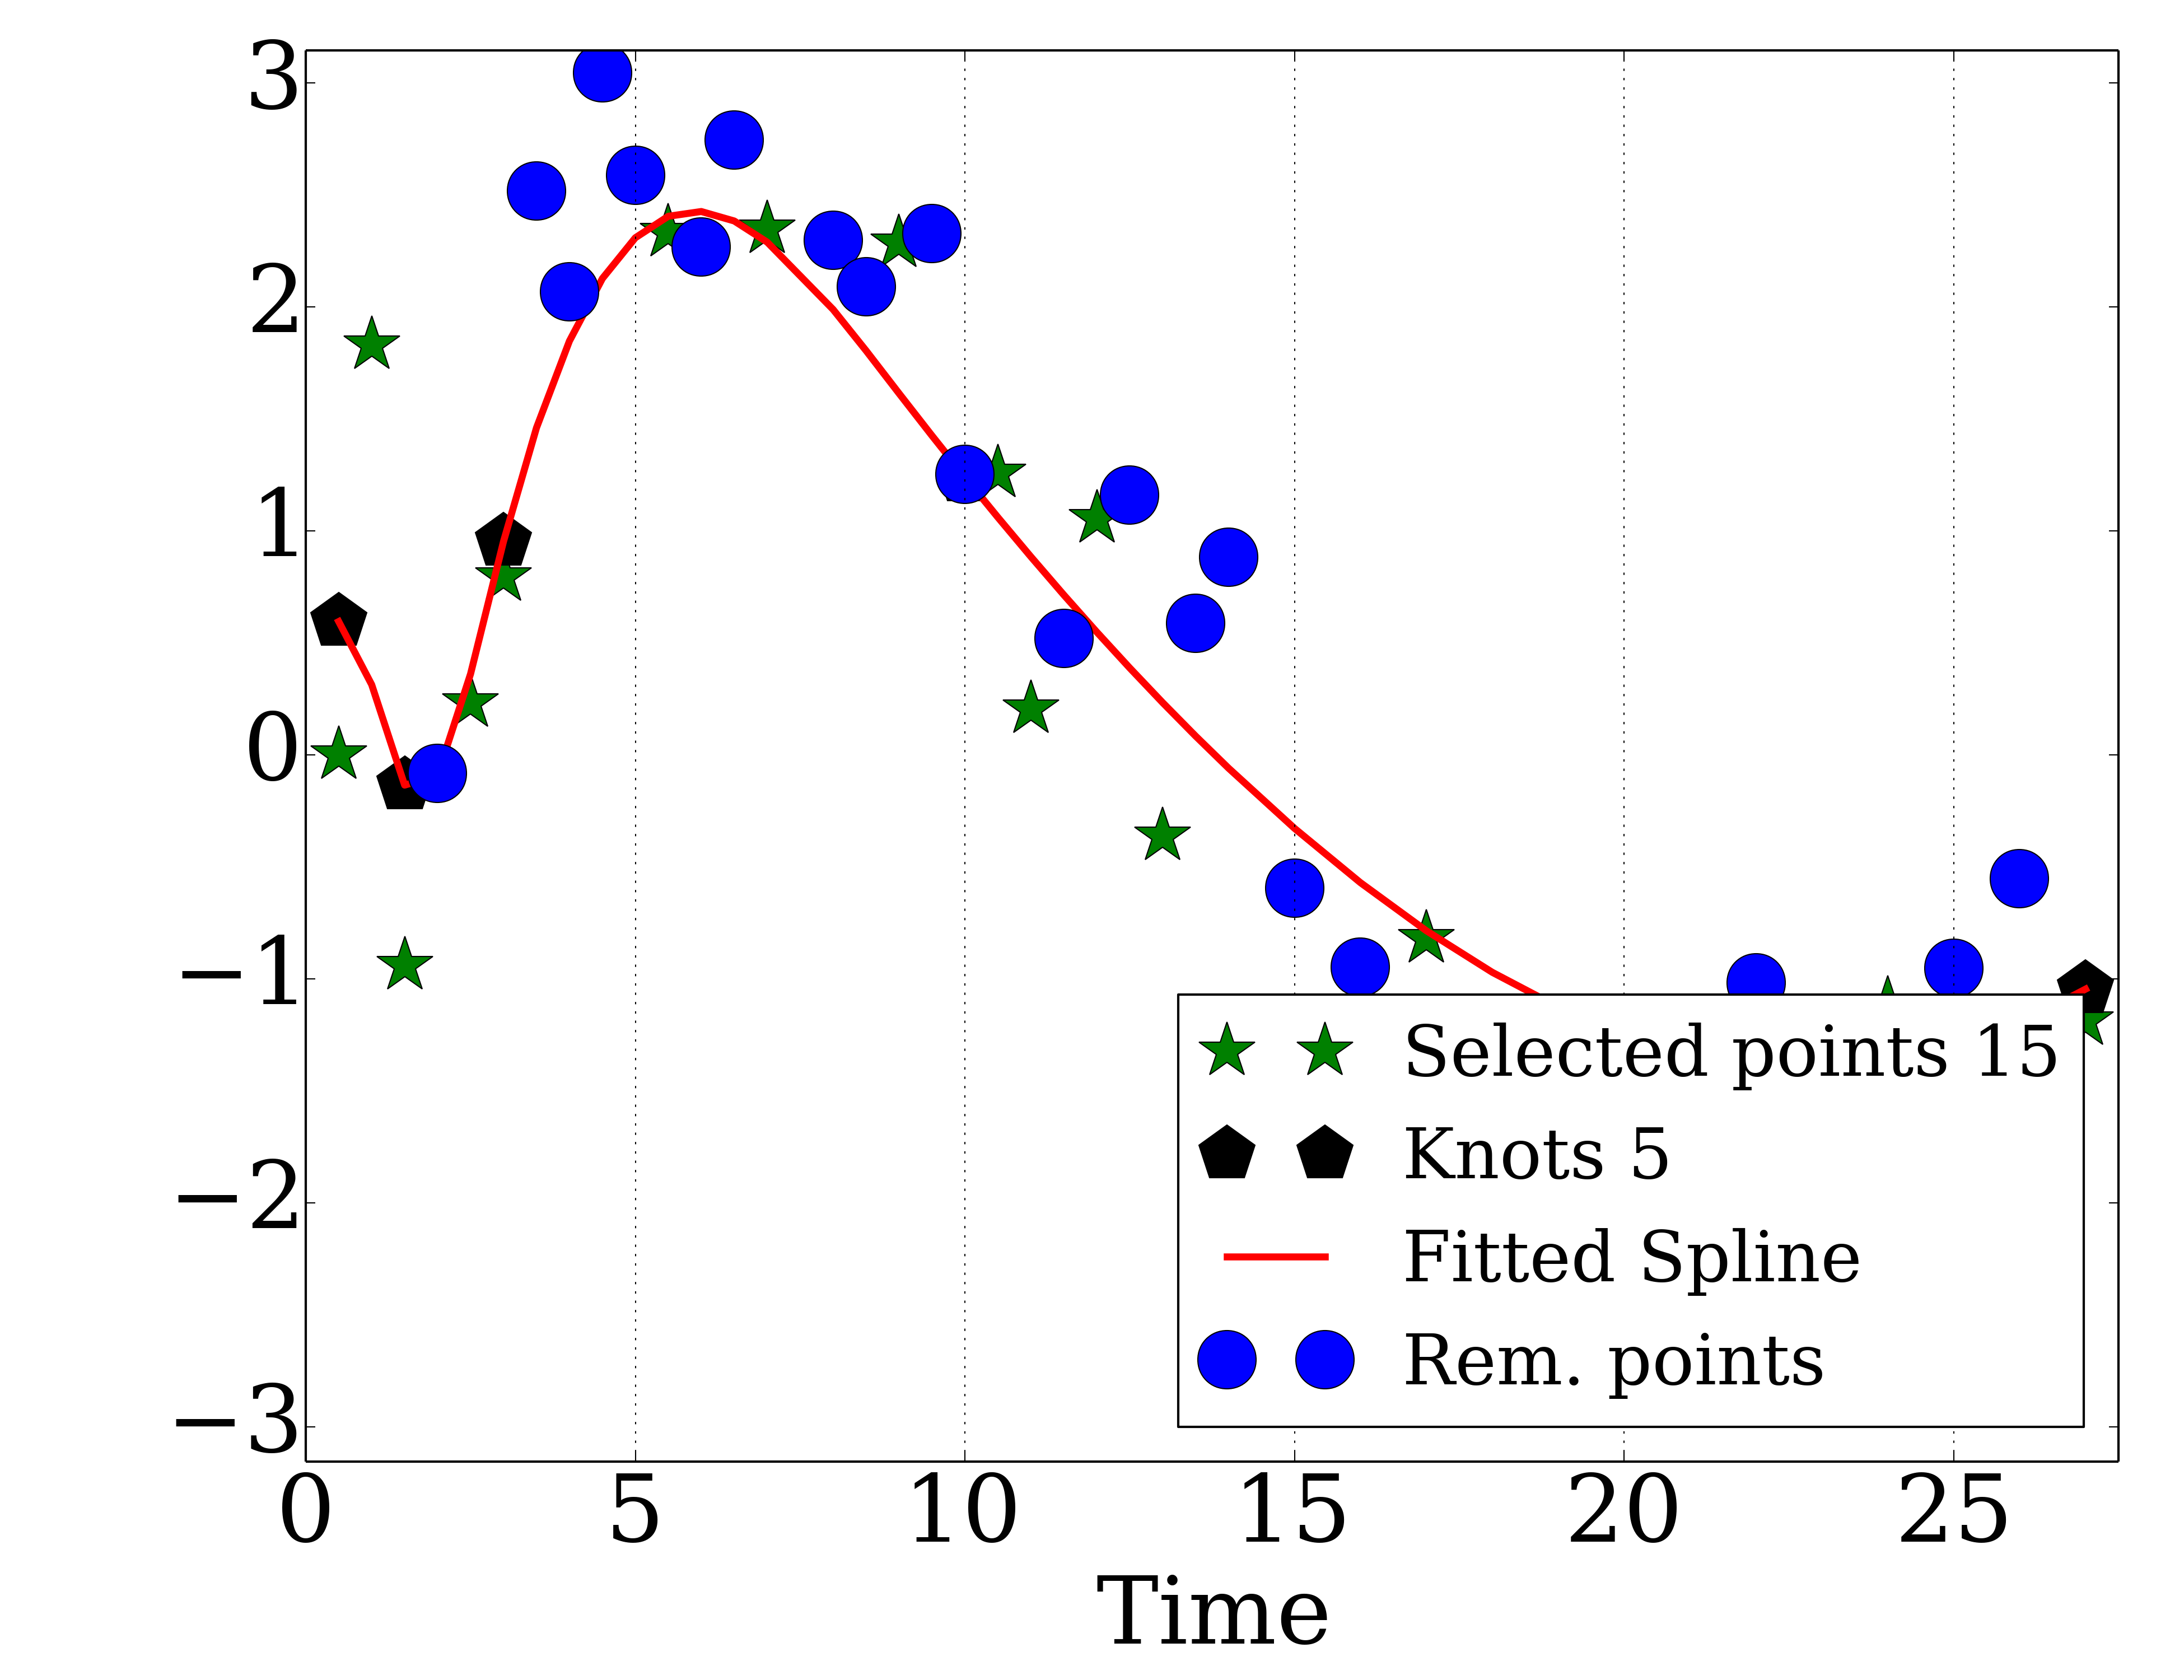 3
2
1
0
−1
−2
−3
Selected points 15
Knots 5
Fitted Spline
Rem. points
0 5 10 15 20 25
Time